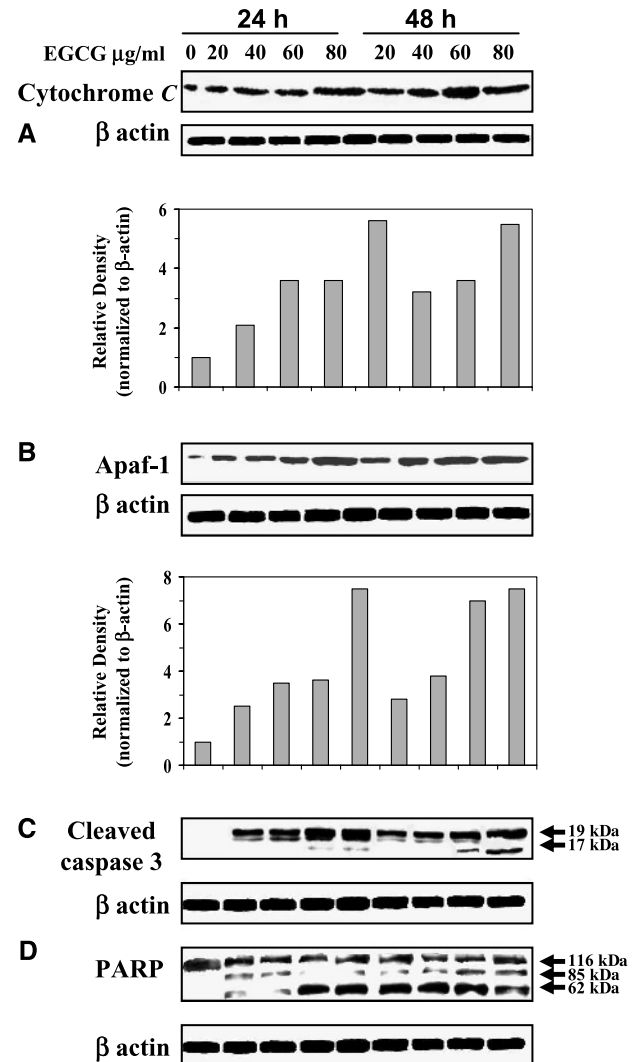 24 h 48 h
EGCG μg/ml 0 20 40 60 80 20 40 60 80
Cytochrome C
A β actin
Relative Density
(normalized to β-actin)
6
4
2
0
B Apaf-1
β actin
Relative Density
(normalized to β-actin)
8
6
4
2
0
C Cleaved
caspase 3
19 kDa
17 kDa
β actin
D PARP
116 kDa
85 kDa
62 kDa
β actin